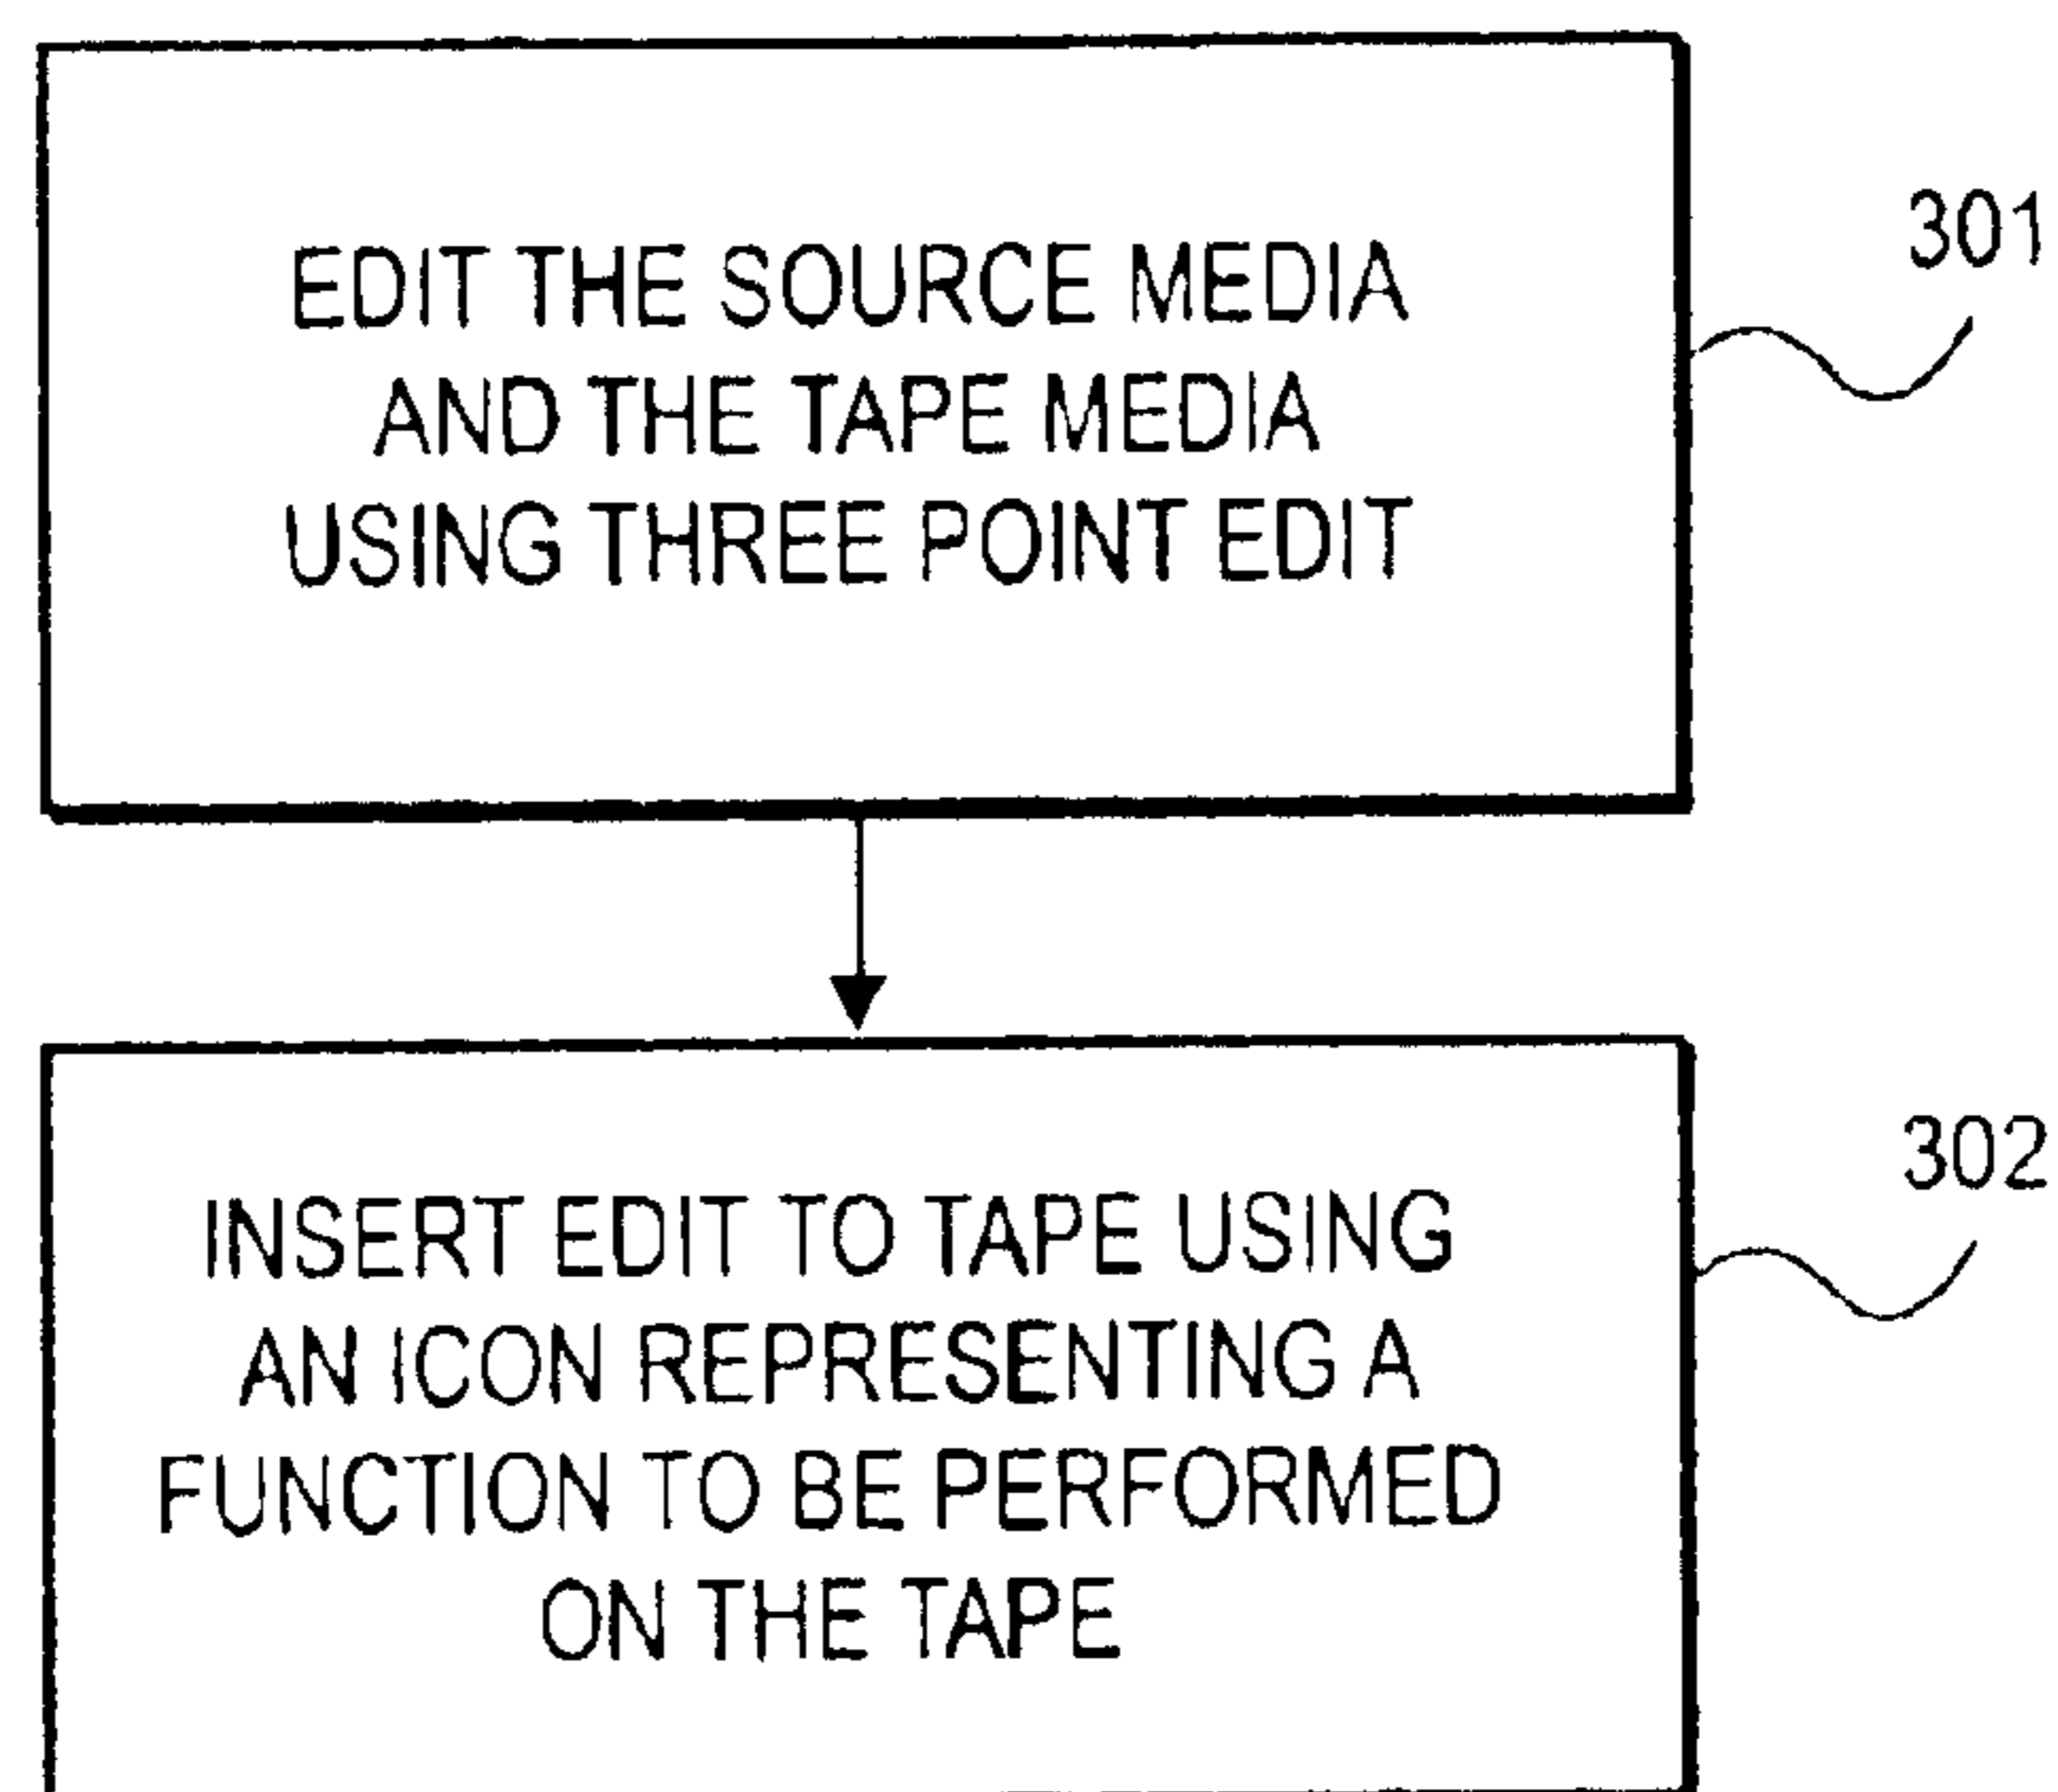 EDIT THE SOURCE MEDIA
AND THE TAPE MEDIA
USING THREE POINT EDIT
301
INSERT EDIT TO TAPE USING
AN ICON REPRESENTING A
FUNCTION TO BE PERFORMED
ON THE TAPE
302